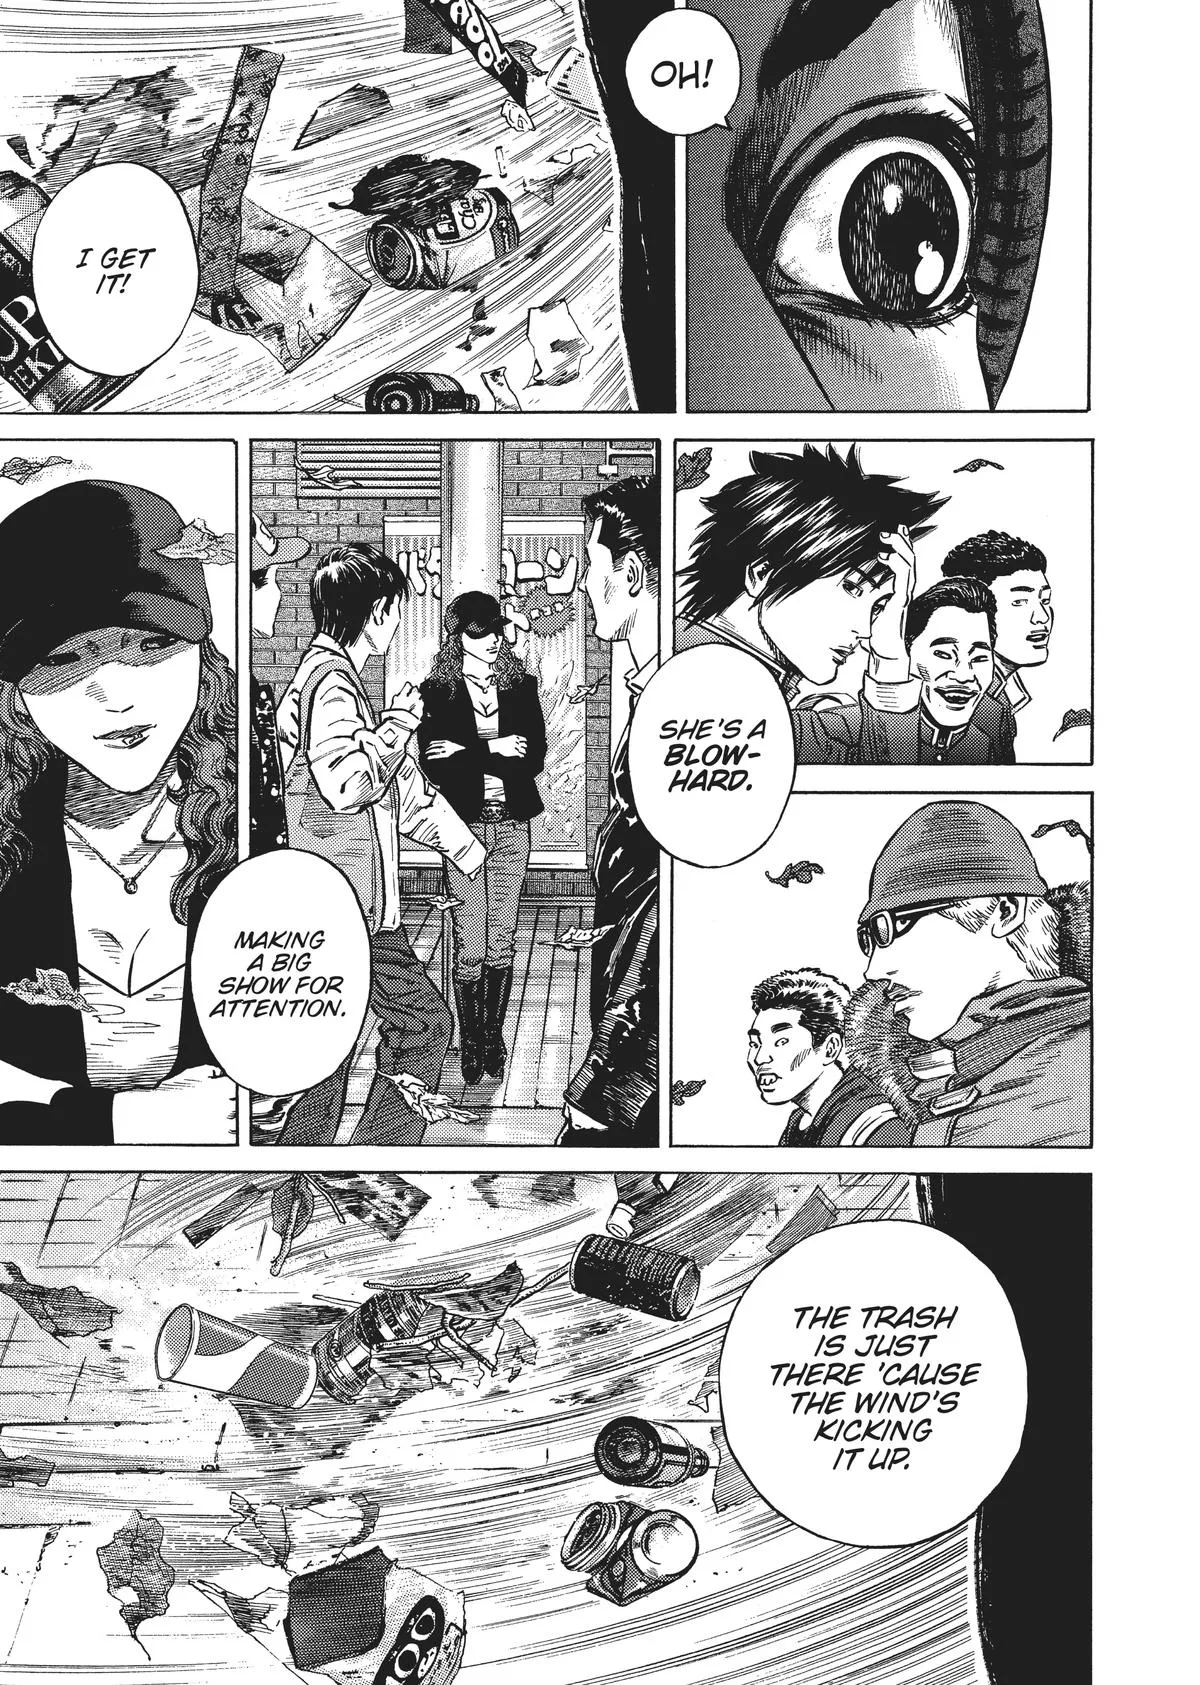 OH!
I GET
IT!
SHE'S A
BLOW-
HARD.
MAKING
A BIG
SHOW FOR
ATTENTION.
THE TRASH
IS JUST
THERE 'CAUSE
THE WIND'S
KICKING
IT UP.